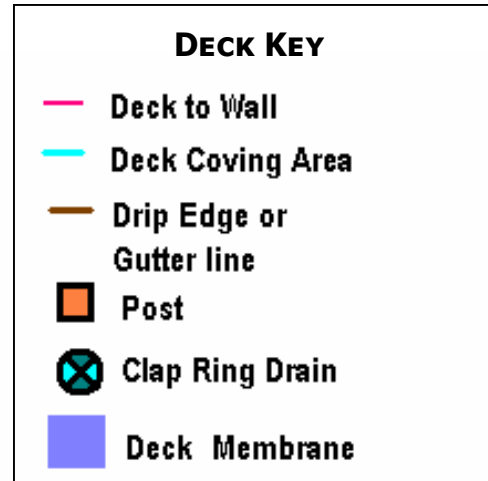 DECK KEY
Deck to Wall
Deck Coving Area
Drip Edge or
Gutter line
Post
Clap Ring Drain
Deck Membrane